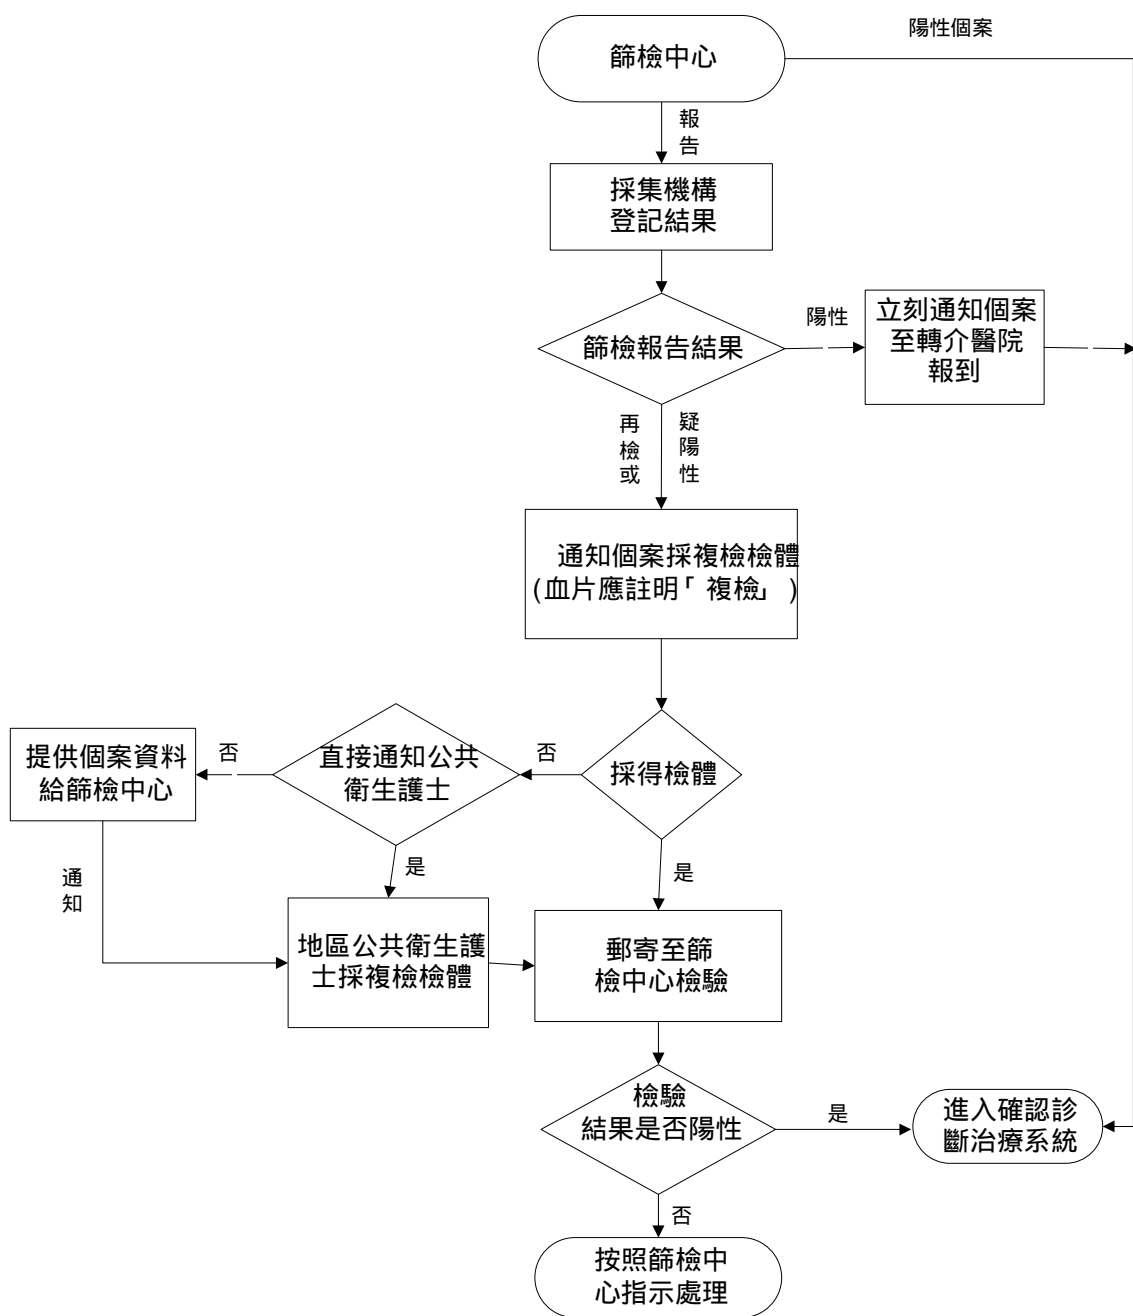 陽性個案
篩檢中心
報
告
採集機構
登記結果
篩檢報告結果
陽性
立刻通知個案
至轉介醫院
報到
再
檢
或
疑
陽
性
通知個案採複檢檢體
(血片應註明「複檢」)
採得檢體
否
直接通知公共
衛生護士
否
提供個案資料
給篩檢中心
通
知
是
是
地區公共衛生護
士採複檢檢體
郵寄至篩
檢中心檢驗
檢驗
結果是否陽性
是
進入確認診
斷治療系統
否
按照篩檢中
心指示處理